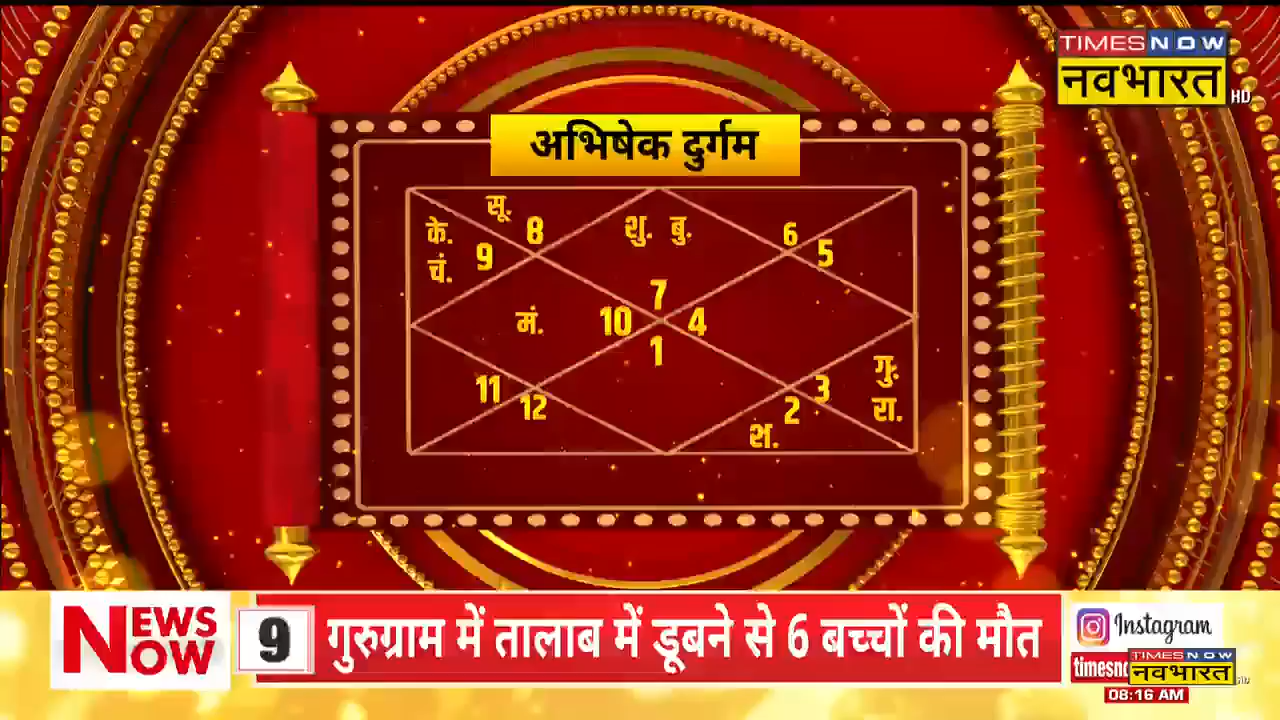 TIMES NOW
नवभारत HD
अभिषेक दुर्गम
सू.
के. 8 शु. बु. 6
चं. 9 5
7
मं. 10 4
1
11 3 गु.
12 2 रा.
श.
NEWS NOW
9 गुरुग्राम में तालाब में डूबने से 6 बच्चों की मौत
Instagram
timesno
TIMES NOW
नवभारत
08:16 AM